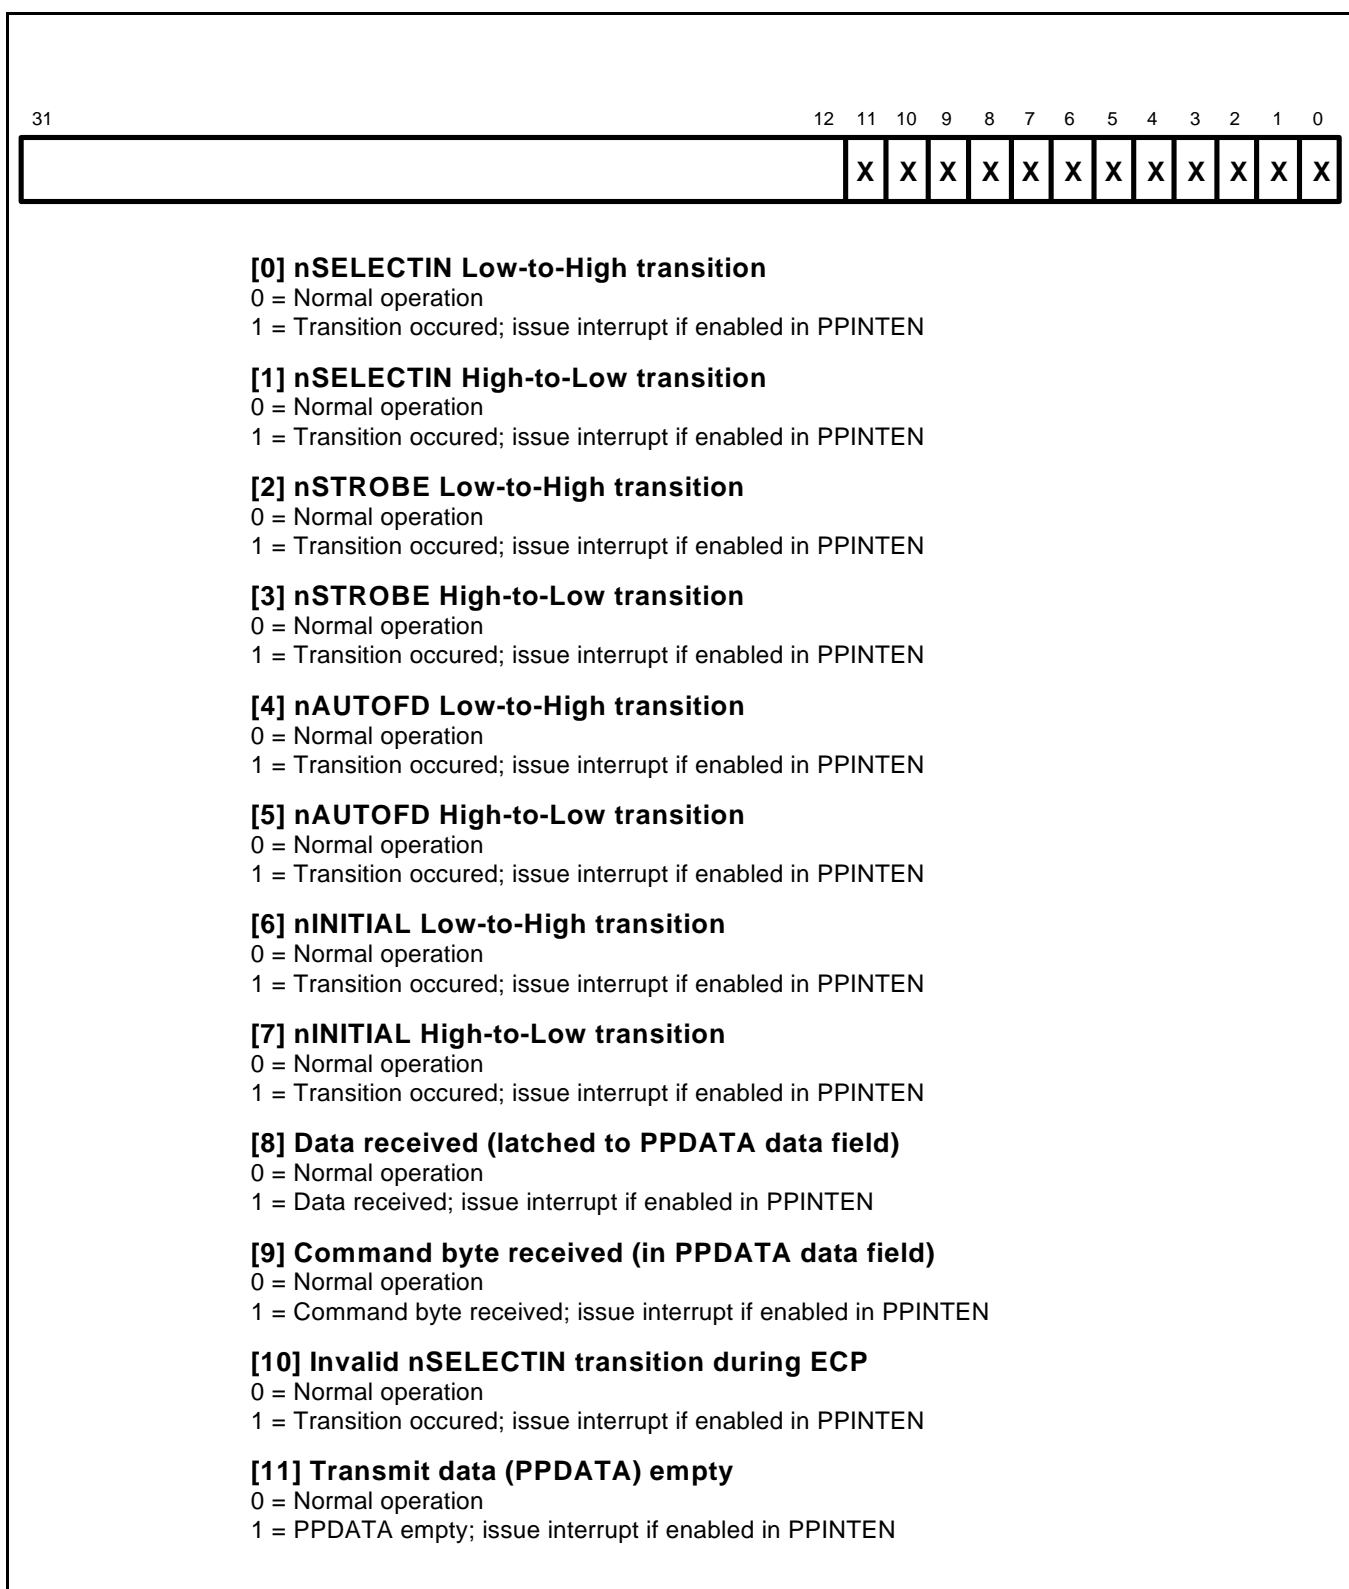 31 12 11 10 9 8 7 6 5 4 3 2 1 0
X X X X X X X X X X X X
[0] nSELECTIN Low-to-High transition
0 = Normal operation
1 = Transition occured; issue interrupt if enabled in PPINTEN
[1] nSELECTIN High-to-Low transition
0 = Normal operation
1 = Transition occured; issue interrupt if enabled in PPINTEN
[2] nSTROBE Low-to-High transition
0 = Normal operation
1 = Transition occured; issue interrupt if enabled in PPINTEN
[3] nSTROBE High-to-Low transition
0 = Normal operation
1 = Transition occured; issue interrupt if enabled in PPINTEN
[4] nAUTOFD Low-to-High transition
0 = Normal operation
1 = Transition occured; issue interrupt if enabled in PPINTEN
[5] nAUTOFD High-to-Low transition
0 = Normal operation
1 = Transition occured; issue interrupt if enabled in PPINTEN
[6] nINITIAL Low-to-High transition
0 = Normal operation
1 = Transition occured; issue interrupt if enabled in PPINTEN
[7] nINITIAL High-to-Low transition
0 = Normal operation
1 = Transition occured; issue interrupt if enabled in PPINTEN
[8] Data received (latched to PPDATA data field)
0 = Normal operation
1 = Data received; issue interrupt if enabled in PPINTEN
[9] Command byte received (in PPDATA data field)
0 = Normal operation
1 = Command byte received; issue interrupt if enabled in PPINTEN
[10] Invalid nSELECTIN transition during ECP
0 = Normal operation
1 = Transition occured; issue interrupt if enabled in PPINTEN
[11] Transmit data (PPDATA) empty
0 = Normal operation
1 = PPDATA empty; issue interrupt if enabled in PPINTEN